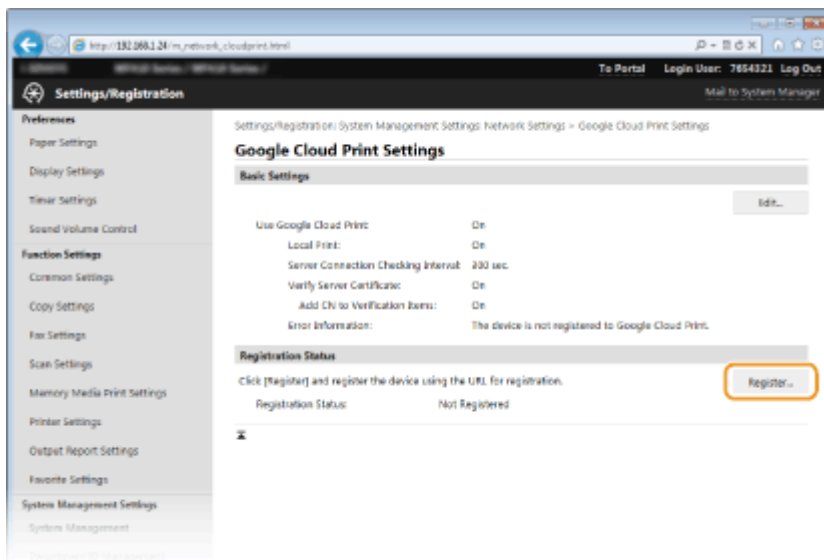 http://192.168.1.24/m_network_cloudprint.html
To Portal Login User: 7654321 Log Out
Settings/Registration
Mail to System Manager
Preferences
Paper Settings
Display Settings
Timer Settings
Sound Volume Control
Function Settings
Common Settings
Copy Settings
Fax Settings
Scan Settings
Memory Media Print Settings
Printer Settings
Output Report Settings
Favorite Settings
System Management Settings
System Management
Department ID Management
Settings/Registration: System Management Settings: Network Settings > Google Cloud Print Settings
Google Cloud Print Settings
Basic Settings
Edit...
Use Google Cloud Print: On
Local Print: On
Server Connection Checking Interval: 300 sec.
Verify Server Certificate: On
Add CN to Verification Items: On
Error Information: The device is not registered to Google Cloud Print.
Registration Status
Click [Register] and register the device using the URL for registration.
Register...
Registration Status: Not Registered